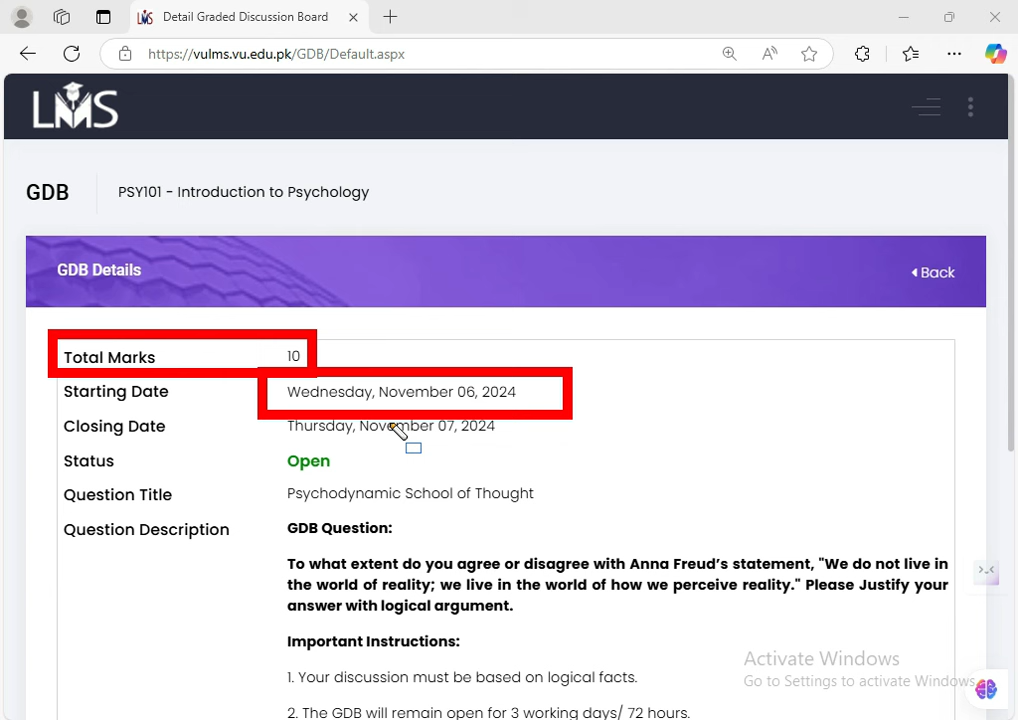 Detail Graded Discussion Board
https://vulms.vu.edu.pk/GDB/Default.aspx
LMS
GDB
PSY101 - Introduction to Psychology
GDB Details
Back
Total Marks 10
Starting Date Wednesday, November 06, 2024
Closing Date Thursday, November 07, 2024
Status Open
Question Title Psychodynamic School of Thought
Question Description GDB Question:
To what extent do you agree or disagree with Anna Freud’s statement, "We do not live in
the world of reality; we live in the world of how we perceive reality." Please Justify your
answer with logical argument.
Important Instructions:
1. Your discussion must be based on logical facts.
2. The GDB will remain open for 3 working days/ 72 hours.
Activate Windows
Go to Settings to activate Windows.